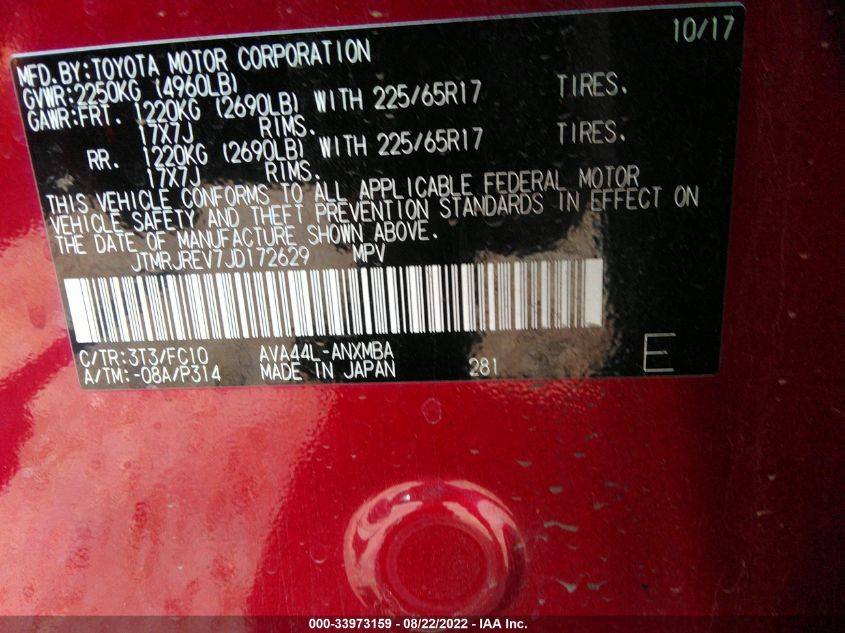 10/17
MFD.BY:TOYOTA MOTOR CORPORATION
GVWR:2250KG (4960LB)
GAWR:FRT. 1220KG (2690LB) WITH 225/65R17 TIRES.
17X7J RIMS.
RR. 1220KG (2690LB) WITH 225/65R17 TIRES.
17X7J RIMS.
THIS VEHICLE CONFORMS TO ALL APPLICABLE FEDERAL MOTOR
VEHICLE SAFETY AND THEFT PREVENTION STANDARDS IN EFFECT ON
THE DATE OF MANUFACTURE SHOWN ABOVE.
JTMRJREV7JD172629 MPV
C/TR:3T3/FC10 AVA44L-ANXMBA
A/TM:-08A/P314 MADE IN JAPAN 281 E
000-33973159 - 08/22/2022 - IAA Inc.